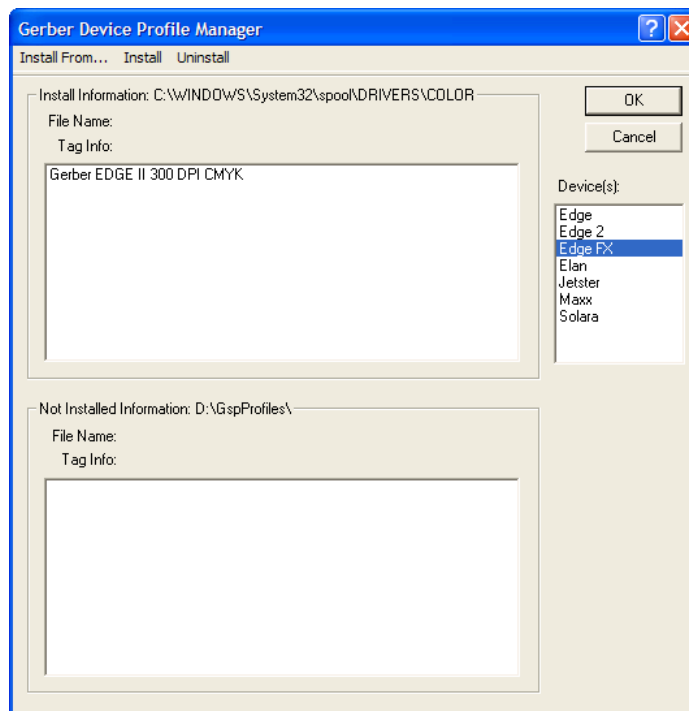 Gerber Device Profile Manager
Install From... Install Uninstall
Install Information: C:\WINDOWS\System32\spool\DRIVERS\COLOR
File Name:
Tag Info:
Gerber EDGE II 300 DPI CMYK
OK
Cancel
Device(s):
Edge
Edge 2
Edge FX
Elan
Jetster
Maxx
Solara
Not Installed Information: D:\GspProfiles\
File Name:
Tag Info: